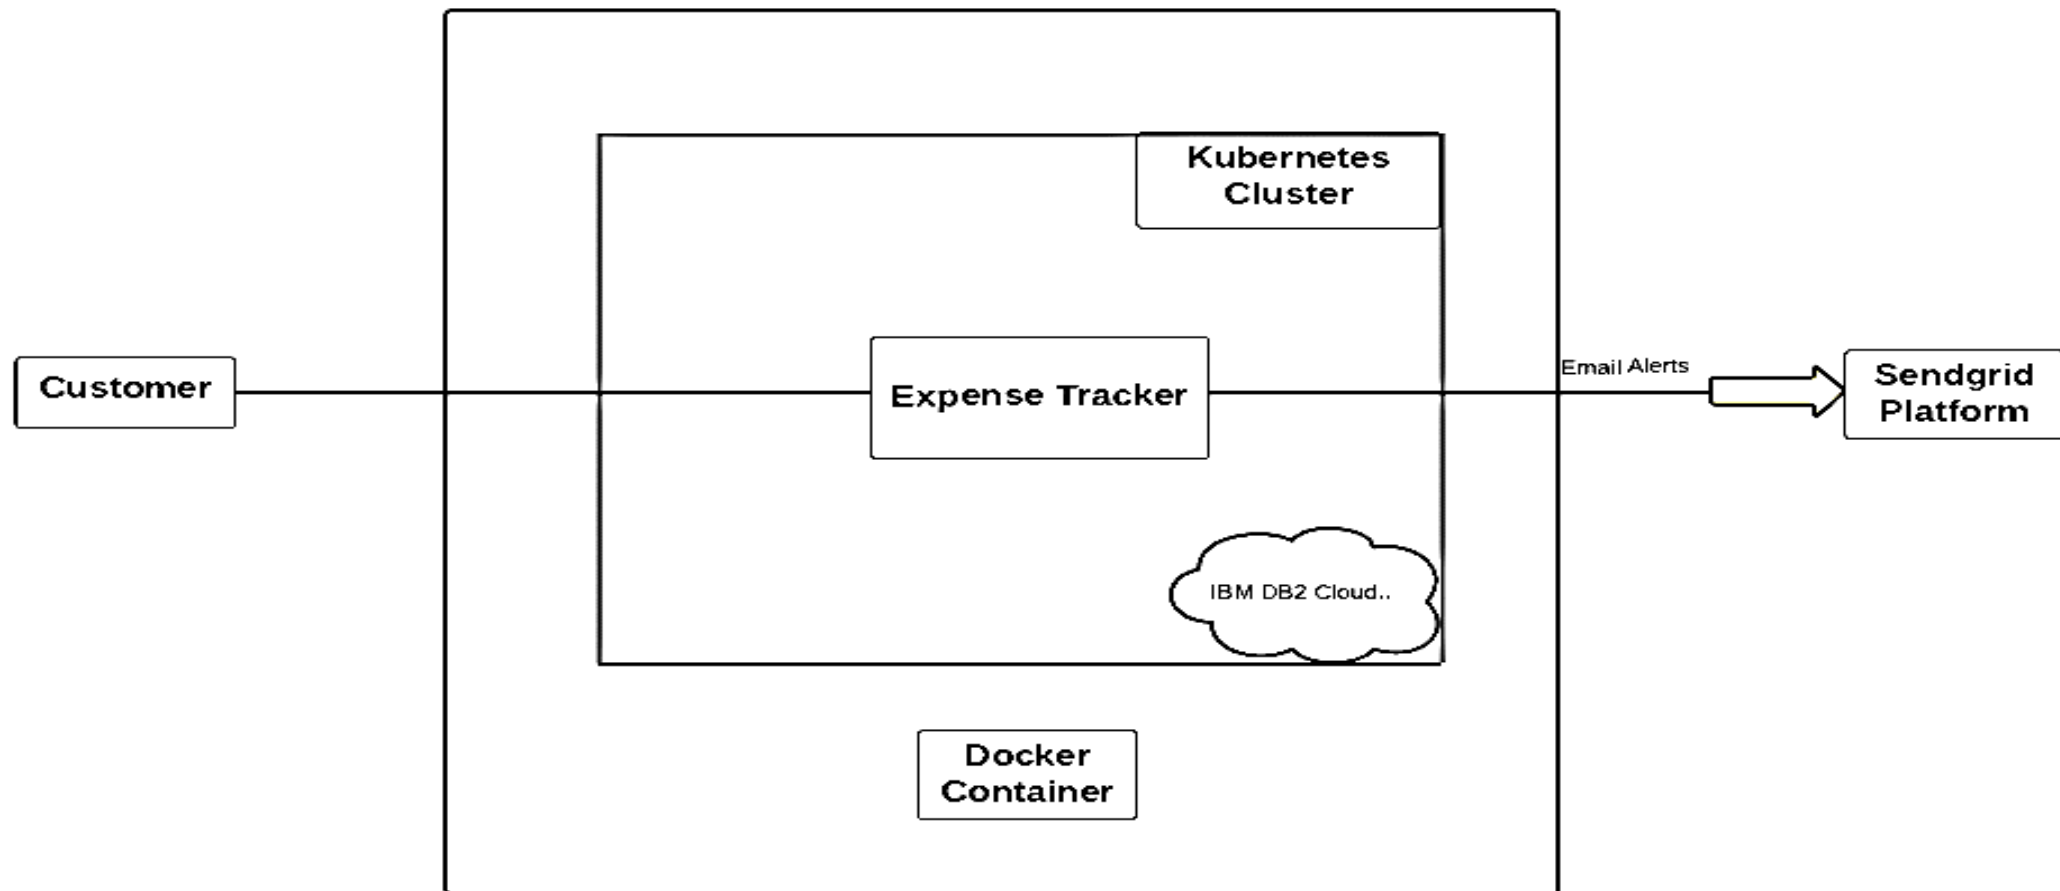 Kubernetes
Cluster
Customer
Expense Tracker
Email Alerts
Sendgrid
Platform
IBM DB2 Cloud..
Docker
Container